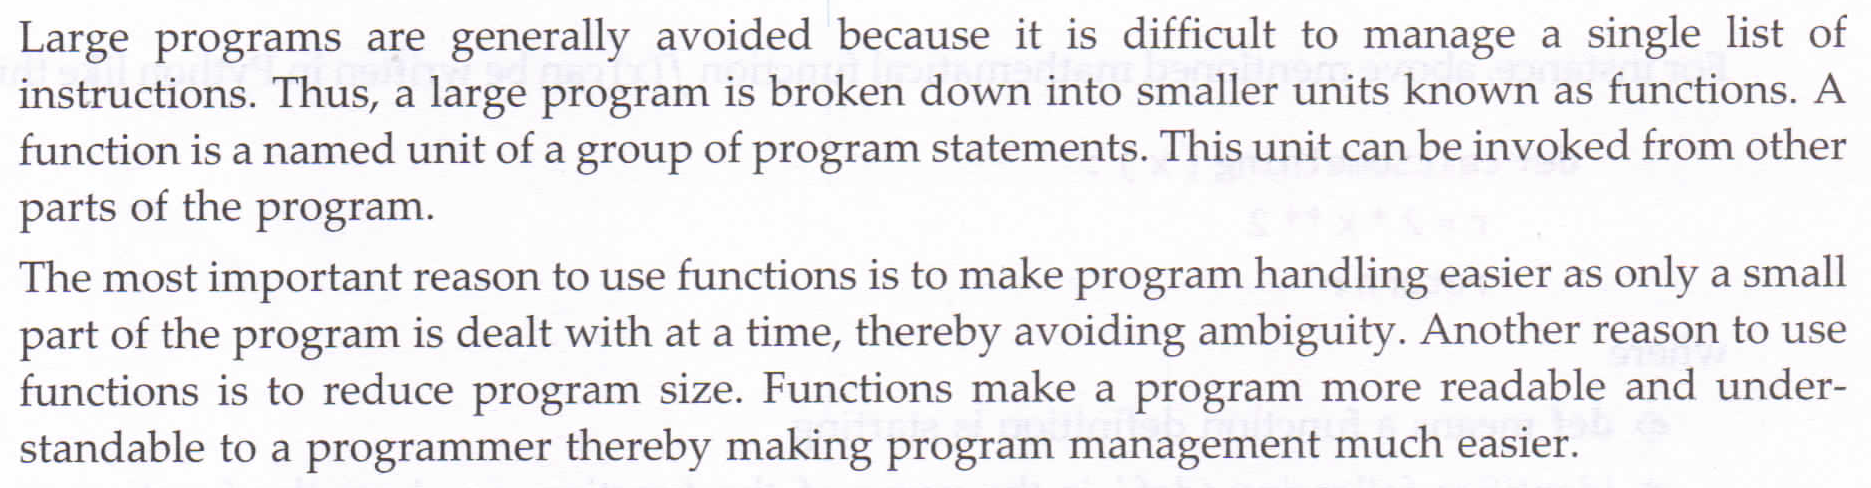 Large programs are generally avoided because it is difficult to manage a single list of
instructions. Thus, a large program is broken down into smaller units known as functions. A
function is a named unit of a group of program statements. This unit can be invoked from other
parts of the program.
The most important reason to use functions is to make program handling easier as only a small
part of the program is dealt with at a time, thereby avoiding ambiguity. Another reason to use
functions is to reduce program size. Functions make a program more readable and under-
standable to a programmer thereby making program management much easier.